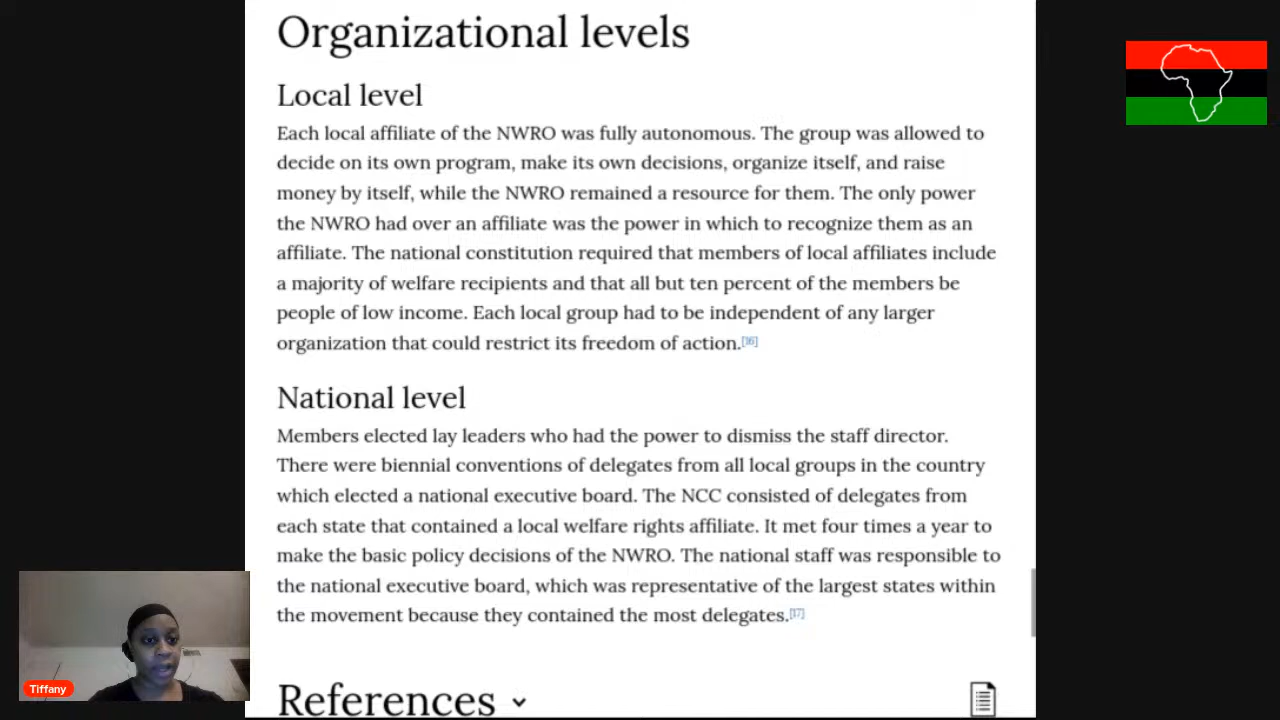 Organizational levels
Local level
Each local affiliate of the NWRO was fully autonomous. The group was allowed to
decide on its own program, make its own decisions, organize itself, and raise
money by itself, while the NWRO remained a resource for them. The only power
the NWRO had over an affiliate was the power in which to recognize them as an
affiliate. The national constitution required that members of local affiliates include
a majority of welfare recipients and that all but ten percent of the members be
people of low income. Each local group had to be independent of any larger
organization that could restrict its freedom of action.[16]
National level
Members elected lay leaders who had the power to dismiss the staff director.
There were biennial conventions of delegates from all local groups in the country
which elected a national executive board. The NCC consisted of delegates from
each state that contained a local welfare rights affiliate. It met four times a year to
make the basic policy decisions of the NWRO. The national staff was responsible to
the national executive board, which was representative of the largest states within
the movement because they contained the most delegates.[17]
References
Tiffany